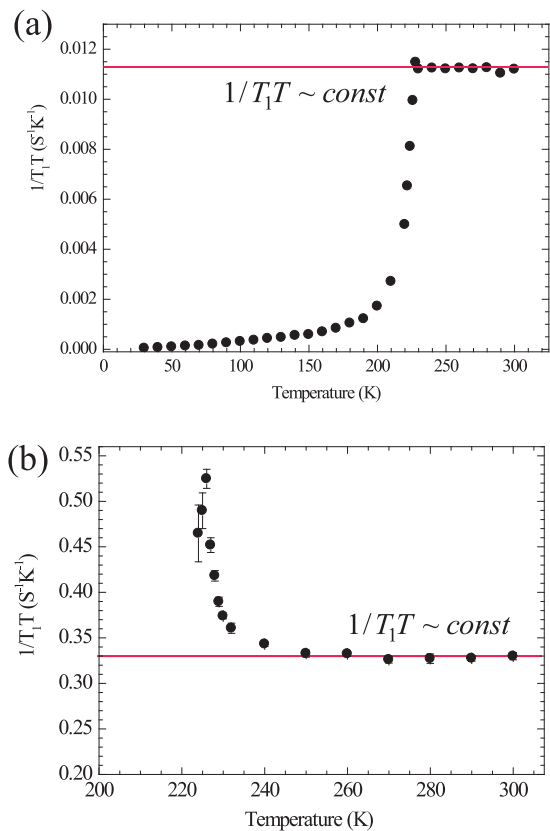 (a)
0.012
0.010
0.008
0.006
0.004
0.002
0.000
1/T₁T (S⁻¹K⁻¹)
1/T₁T ~ const
0 50 100 150 200 250 300
Temperature (K)
(b)
0.55
0.50
0.45
0.40
0.35
0.30
0.25
0.20
1/T₁T (S⁻¹K⁻¹)
1/T₁T ~ const
200 220 240 260 280 300
Temperature (K)